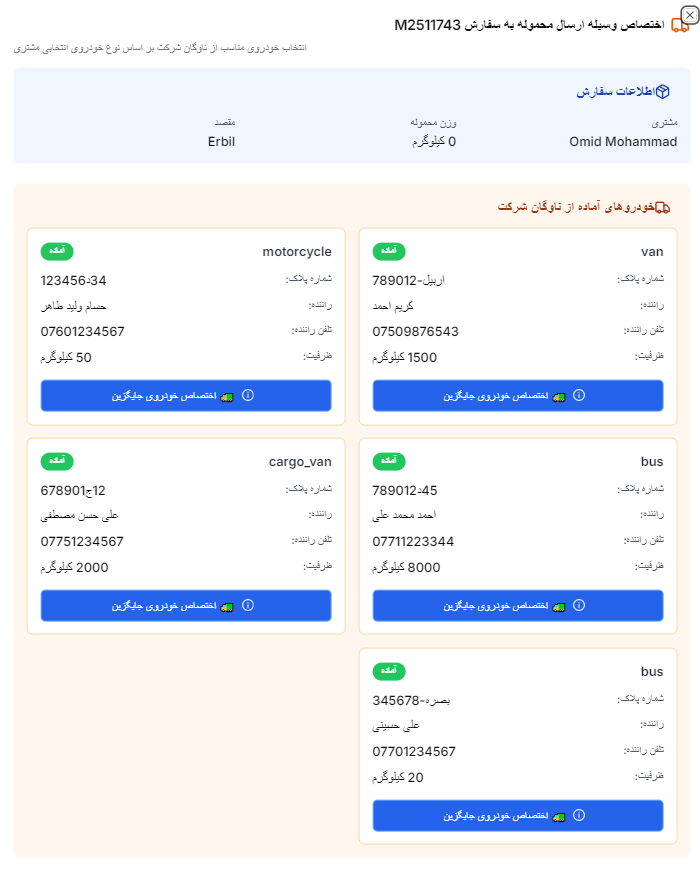 اختصاص وسیله ارسال محموله به سفارش M2511743
انتخاب خودروی مناسب از ناوگان شرکت بر اساس نوع خودروی انتخابی مشتری
اطلاعات سفارش
مشتری
Omid Mohammad
وزن محموله
0 کیلوگرم
مقصد
Erbil
خودروهای آماده از ناوگان شرکت
van
آماده
شماره پلاک: اربیل-789012
راننده: کریم احمد
تلفن راننده: 07509876543
ظرفیت: 1500 کیلوگرم
اختصاص خودروی جایگزین
motorcycle
آماده
شماره پلاک: 34د123456
راننده: حسام ولید طاهر
تلفن راننده: 07601234567
ظرفیت: 50 کیلوگرم
اختصاص خودروی جایگزین
bus
آماده
شماره پلاک: 45د789012
راننده: احمد محمد علی
تلفن راننده: 07711223344
ظرفیت: 8000 کیلوگرم
اختصاص خودروی جایگزین
cargo_van
آماده
شماره پلاک: 12ج678901
راننده: علی حسن مصطفی
تلفن راننده: 07751234567
ظرفیت: 2000 کیلوگرم
اختصاص خودروی جایگزین
bus
آماده
شماره پلاک: بصره-345678
راننده: علی حسینی
تلفن راننده: 07701234567
ظرفیت: 20 کیلوگرم
اختصاص خودروی جایگزین